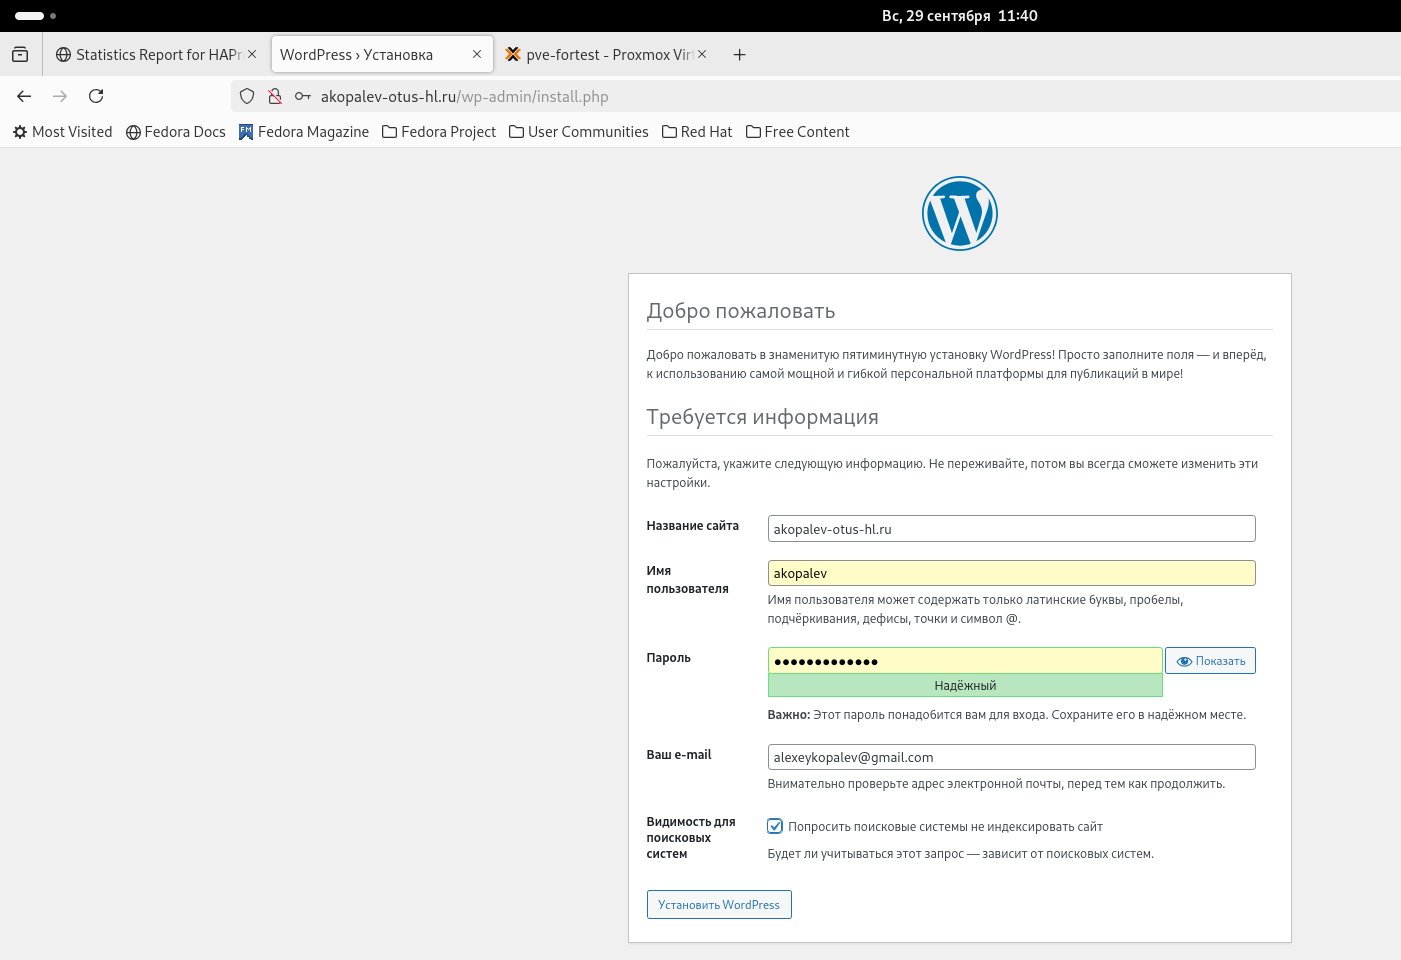 Вс, 29 сентября 11:40
Statistics Report for HAPr
WordPress › Установка
pve-fortest - Proxmox Vir
akopalev-otus-hl.ru/wp-admin/install.php
Most Visited
Fedora Docs
Fedora Magazine
Fedora Project
User Communities
Red Hat
Free Content
Добро пожаловать
Добро пожаловать в знаменитую пятиминутную установку WordPress! Просто заполните поля — и вперёд,
к использованию самой мощной и гибкой персональной платформы для публикаций в мире!
Требуется информация
Пожалуйста, укажите следующую информацию. Не переживайте, потом вы всегда сможете изменить эти
настройки.
Название сайта
akopalev-otus-hl.ru
Имя
пользователя
akopalev
Имя пользователя может содержать только латинские буквы, пробелы,
подчёркивания, дефисы, точки и символ @.
Пароль
●●●●●●●●●●●●●
Показать
Надёжный
Важно: Этот пароль понадобится вам для входа. Сохраните его в надёжном месте.
Ваш e-mail
alexeykopalev@gmail.com
Внимательно проверьте адрес электронной почты, перед тем как продолжить.
Видимость для
поисковых
систем
Попросить поисковые системы не индексировать сайт
Будет ли учитываться этот запрос — зависит от поисковых систем.
Установить WordPress